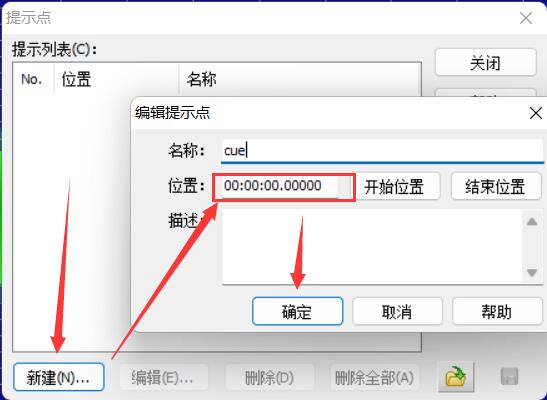 提示点
提示列表(C):
No. 位置 名称
关闭
编辑提示点
名称: cue
位置: 00:00:00.00000 开始位置 结束位置
描述:
确定 取消 帮助
新建(N)... 编辑(E)... 删除(D) 删除全部(A)